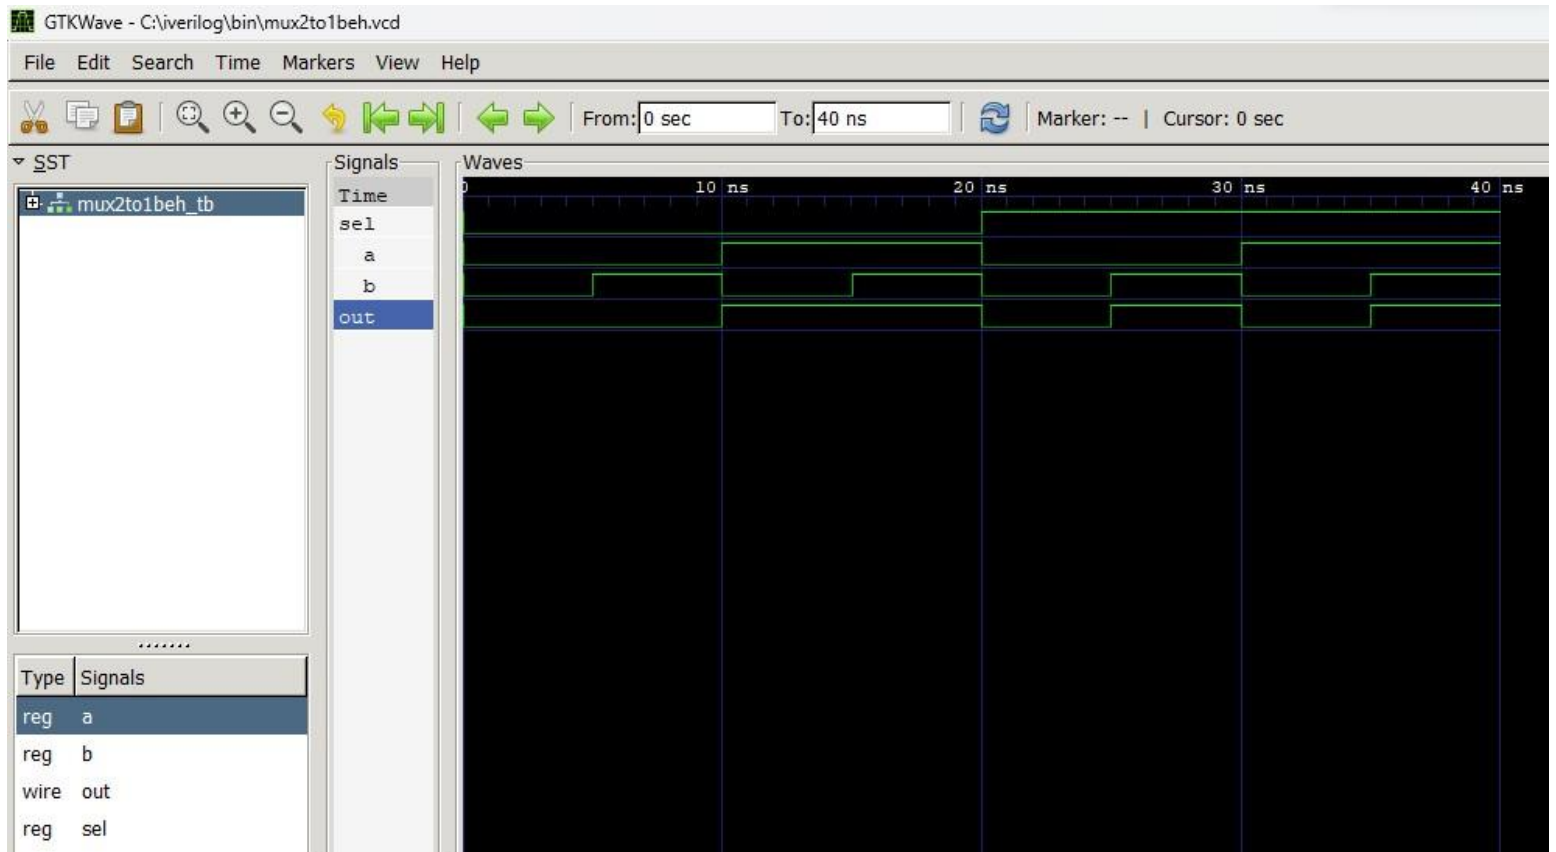 GTKWave - C:\iverilog\bin\mux2to1beh.vcd
File Edit Search Time Markers View Help
From: 0 sec To: 40 ns Marker: -- | Cursor: 0 sec
SST
mux2to1beh_tb
Type Signals
reg a
reg b
wire out
reg sel
Signals
Time
sel
a
b
out
Waves
0 10 ns 20 ns 30 ns 40 ns